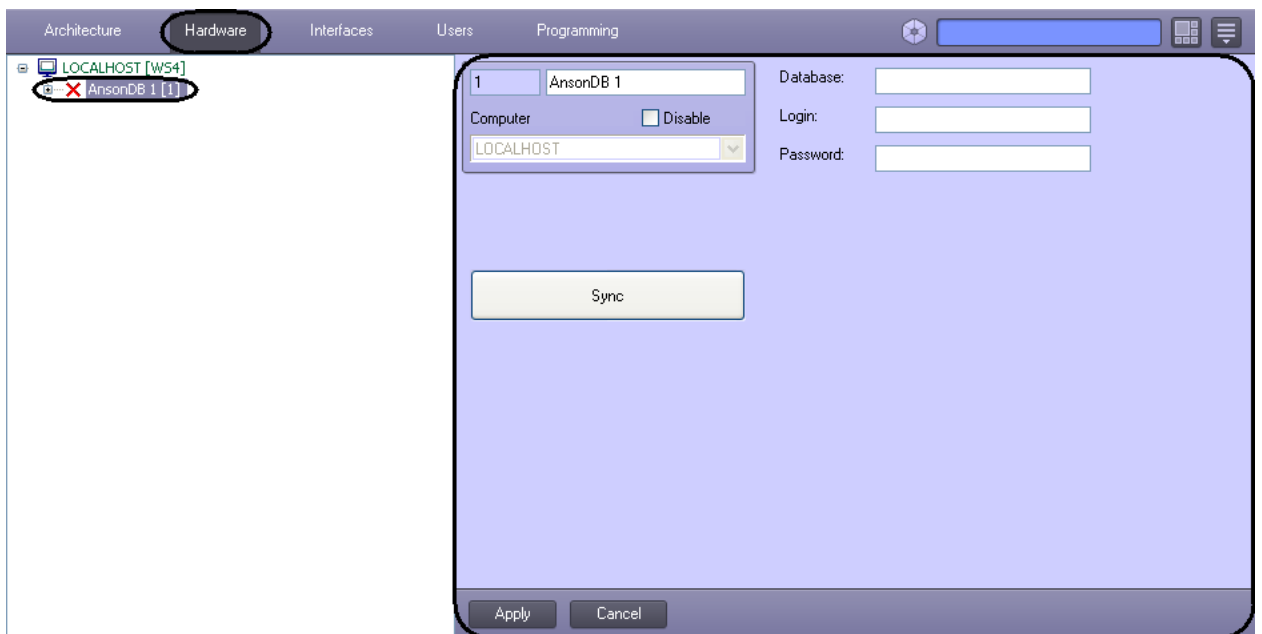 Architecture Hardware Interfaces Users Programming
LOCALHOST [WS4]
AnsonDB 1 [1]
1 AnsonDB 1
Computer Disable
LOCALHOST
Database:
Login:
Password:
Sync
Apply Cancel